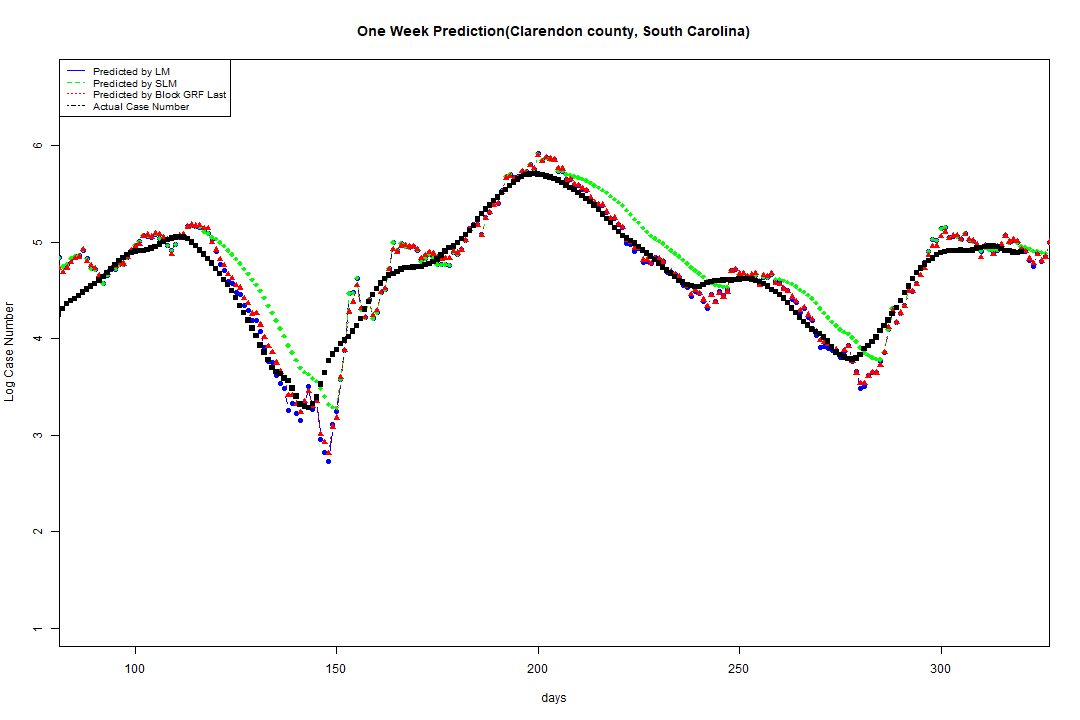 One Week Prediction(Clarendon county, South Carolina)
Predicted by LM
Predicted by SLM
Predicted by Block GRF Last
Actual Case Number
6
5
4
3
2
1
Log Case Number
100 150 200 250 300
days